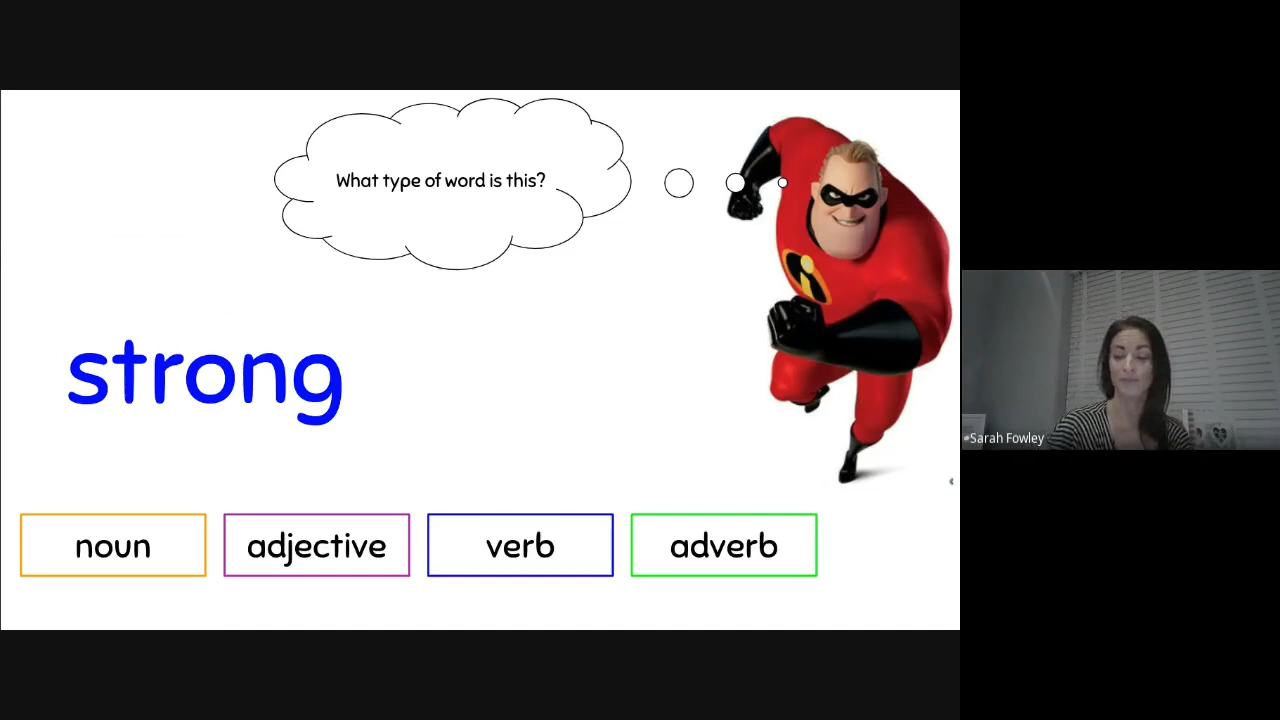 What type of word is this?
strong
noun
adjective
verb
adverb
Sarah Fowley